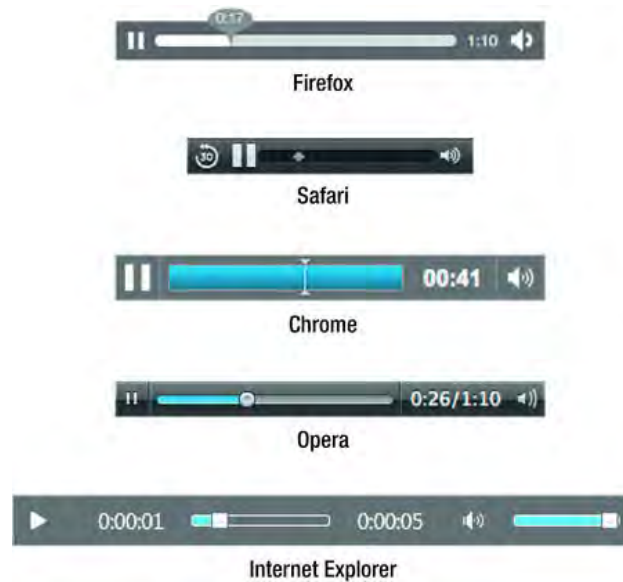 0:17
1:10
Firefox
30
Safari
00:41
Chrome
0:26/1:10
Opera
0:00:01 0:00:05
Internet Explorer